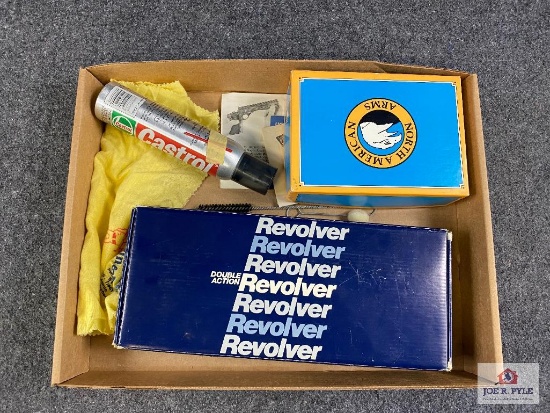 Castrol
NORTH AMERICAN
ARMS
Revolver
Revolver
Revolver
DOUBLE
ACTION
Revolver
Revolver
Revolver
Revolver
JOE R. PYLE